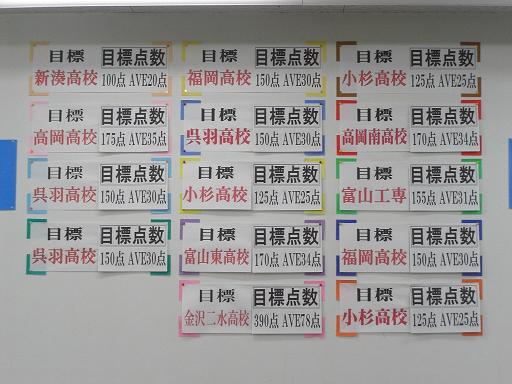 目標 目標点数
新湊高校 100点 AVE20点
目標 目標点数
福岡高校 150点 AVE30点
目標 目標点数
小杉高校 125点 AVE25点
目標 目標点数
高岡高校 175点 AVE35点
目標 目標点数
呉羽高校 150点 AVE30点
目標 目標点数
高岡南高校 170点 AVE34点
目標 目標点数
呉羽高校 150点 AVE30点
目標 目標点数
小杉高校 125点 AVE25点
目標 目標点数
富山工専 155点 AVE31点
目標 目標点数
呉羽高校 150点 AVE30点
目標 目標点数
富山東高校 170点 AVE34点
目標 目標点数
福岡高校 150点 AVE30点
目標 目標点数
金沢二水高校 390点 AVE78点
目標 目標点数
小杉高校 125点 AVE25点